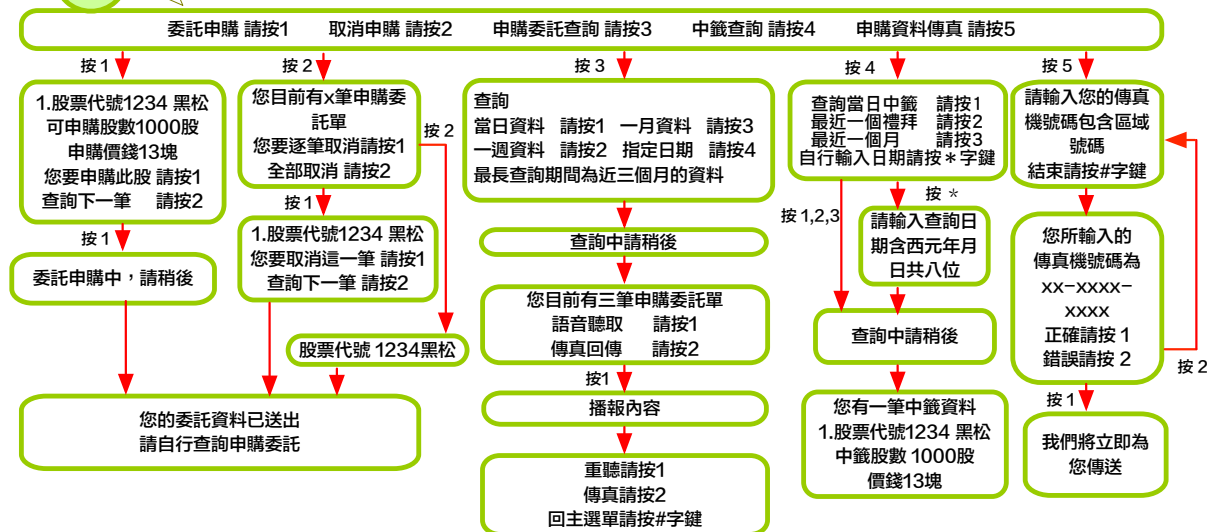 委託申購 請按1 取消申購 請按2 申購委託查詢 請按3 中籤查詢 請按4 申購資料傳真 請按5
按 1
1.股票代號1234 黑松
可申購股數1000股
申購價錢13塊
您要申購此股 請按1
查詢下一筆 請按2
按 1
委託申購中，請稍後
按 2
您目前有x筆申購委
託單
您要逐筆取消請按1
全部取消 請按2
按 2
按 1
1.股票代號1234 黑松
您要取消這一筆 請按1
查詢下一筆 請按2
股票代號 1234黑松
您的委託資料已送出
請自行查詢申購委託
按 3
查詢
當日資料 請按1 一月資料 請按3
一週資料 請按2 指定日期 請按4
最長查詢期間為近三個月的資料
查詢中請稍後
您目前有三筆申購委託單
語音聽取 請按1
傳真回傳 請按2
按1
播報內容
重聽請按1
傳真請按2
回主選單請按#字鍵
按 4
查詢當日中籤 請按1
最近一個禮拜 請按2
最近一個月 請按3
自行輸入日期請按＊字鍵
按 1,2,3
按 ＊
請輸入查詢日
期含西元年月
日共八位
查詢中請稍後
您有一筆中籤資料
1.股票代號1234 黑松
中籤股數 1000股
價錢13塊
按 5
請輸入您的傳真
機號碼包含區域
號碼
結束請按#字鍵
您所輸入的
傳真機號碼為
xx-xxxx-
xxxx
正確請按 1
錯誤請按 2
按 2
按 1
我們將立即為
您傳送